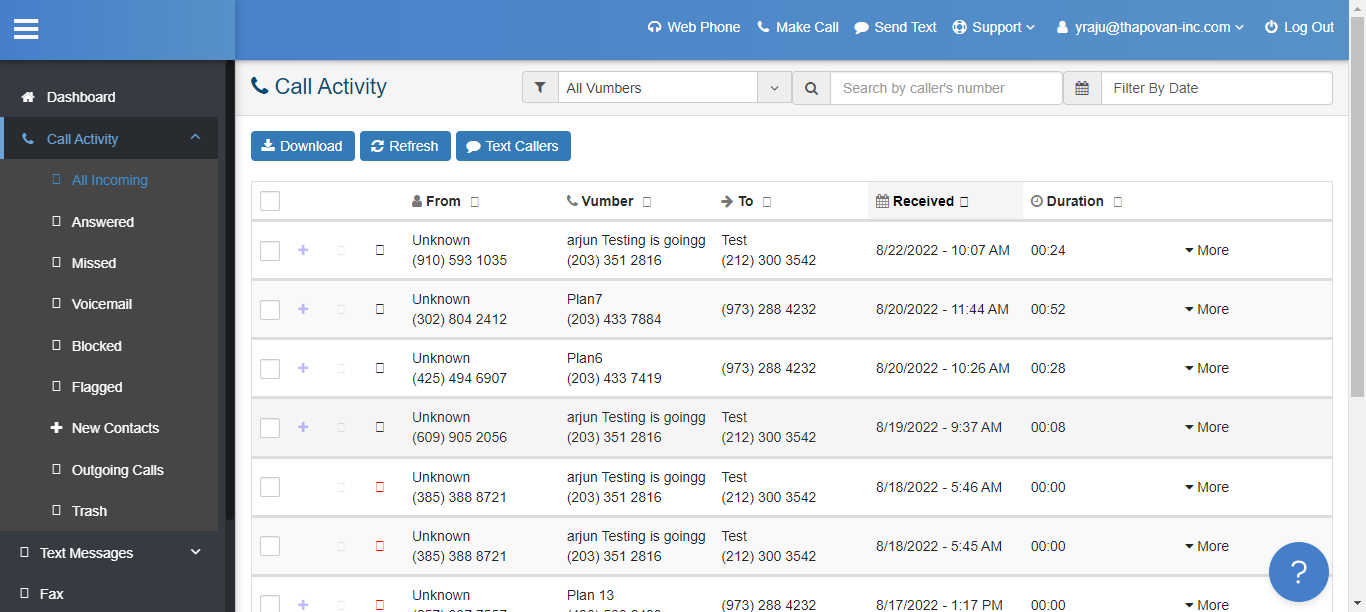 Web Phone Make Call Send Text Support yraju@thapovan-inc.com Log Out
Dashboard
Call Activity
All Incoming
Answered
Missed
Voicemail
Blocked
Flagged
New Contacts
Outgoing Calls
Trash
Text Messages
Fax
Call Activity
All Vumbers
Search by caller's number
Filter By Date
Download Refresh Text Callers
From Vumber To Received Duration
Unknown arjun Testing is goingg Test
(910) 593 1035 (203) 351 2816 (212) 300 3542 8/22/2022 - 10:07 AM 00:24 More
Unknown Plan7
(302) 804 2412 (203) 433 7884 (973) 288 4232 8/20/2022 - 11:44 AM 00:52 More
Unknown Plan6
(425) 494 6907 (203) 433 7419 (973) 288 4232 8/20/2022 - 10:26 AM 00:28 More
Unknown arjun Testing is goingg Test
(609) 905 2056 (203) 351 2816 (212) 300 3542 8/19/2022 - 9:37 AM 00:08 More
Unknown arjun Testing is goingg Test
(385) 388 8721 (203) 351 2816 (212) 300 3542 8/18/2022 - 5:46 AM 00:00 More
Unknown arjun Testing is goingg Test
(385) 388 8721 (203) 351 2816 (212) 300 3542 8/18/2022 - 5:45 AM 00:00 More
Unknown Plan 13
(973) 288 4232 8/17/2022 - 1:17 PM 00:00 More
?